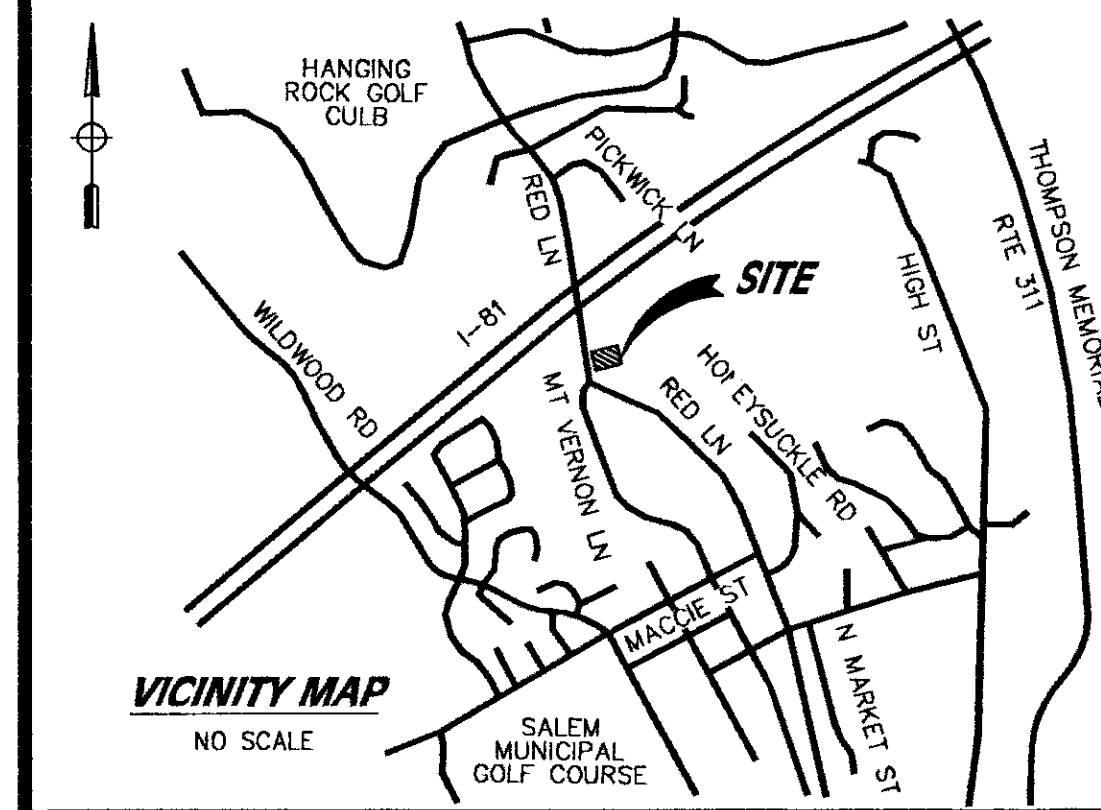 HANGING
ROCK GOLF
CULB
PICKWICK LN
RED LN
THOMPSON MEMORIAL
RTE 311
SITE
HIGH ST
I-81
WILDWOOD RD
HONEYSUCKLE RD
RED LN
MT VERNON LN
MACCIE ST
N MARKET ST
VICINITY MAP
NO SCALE
SALEM
MUNICIPAL
GOLF COURSE